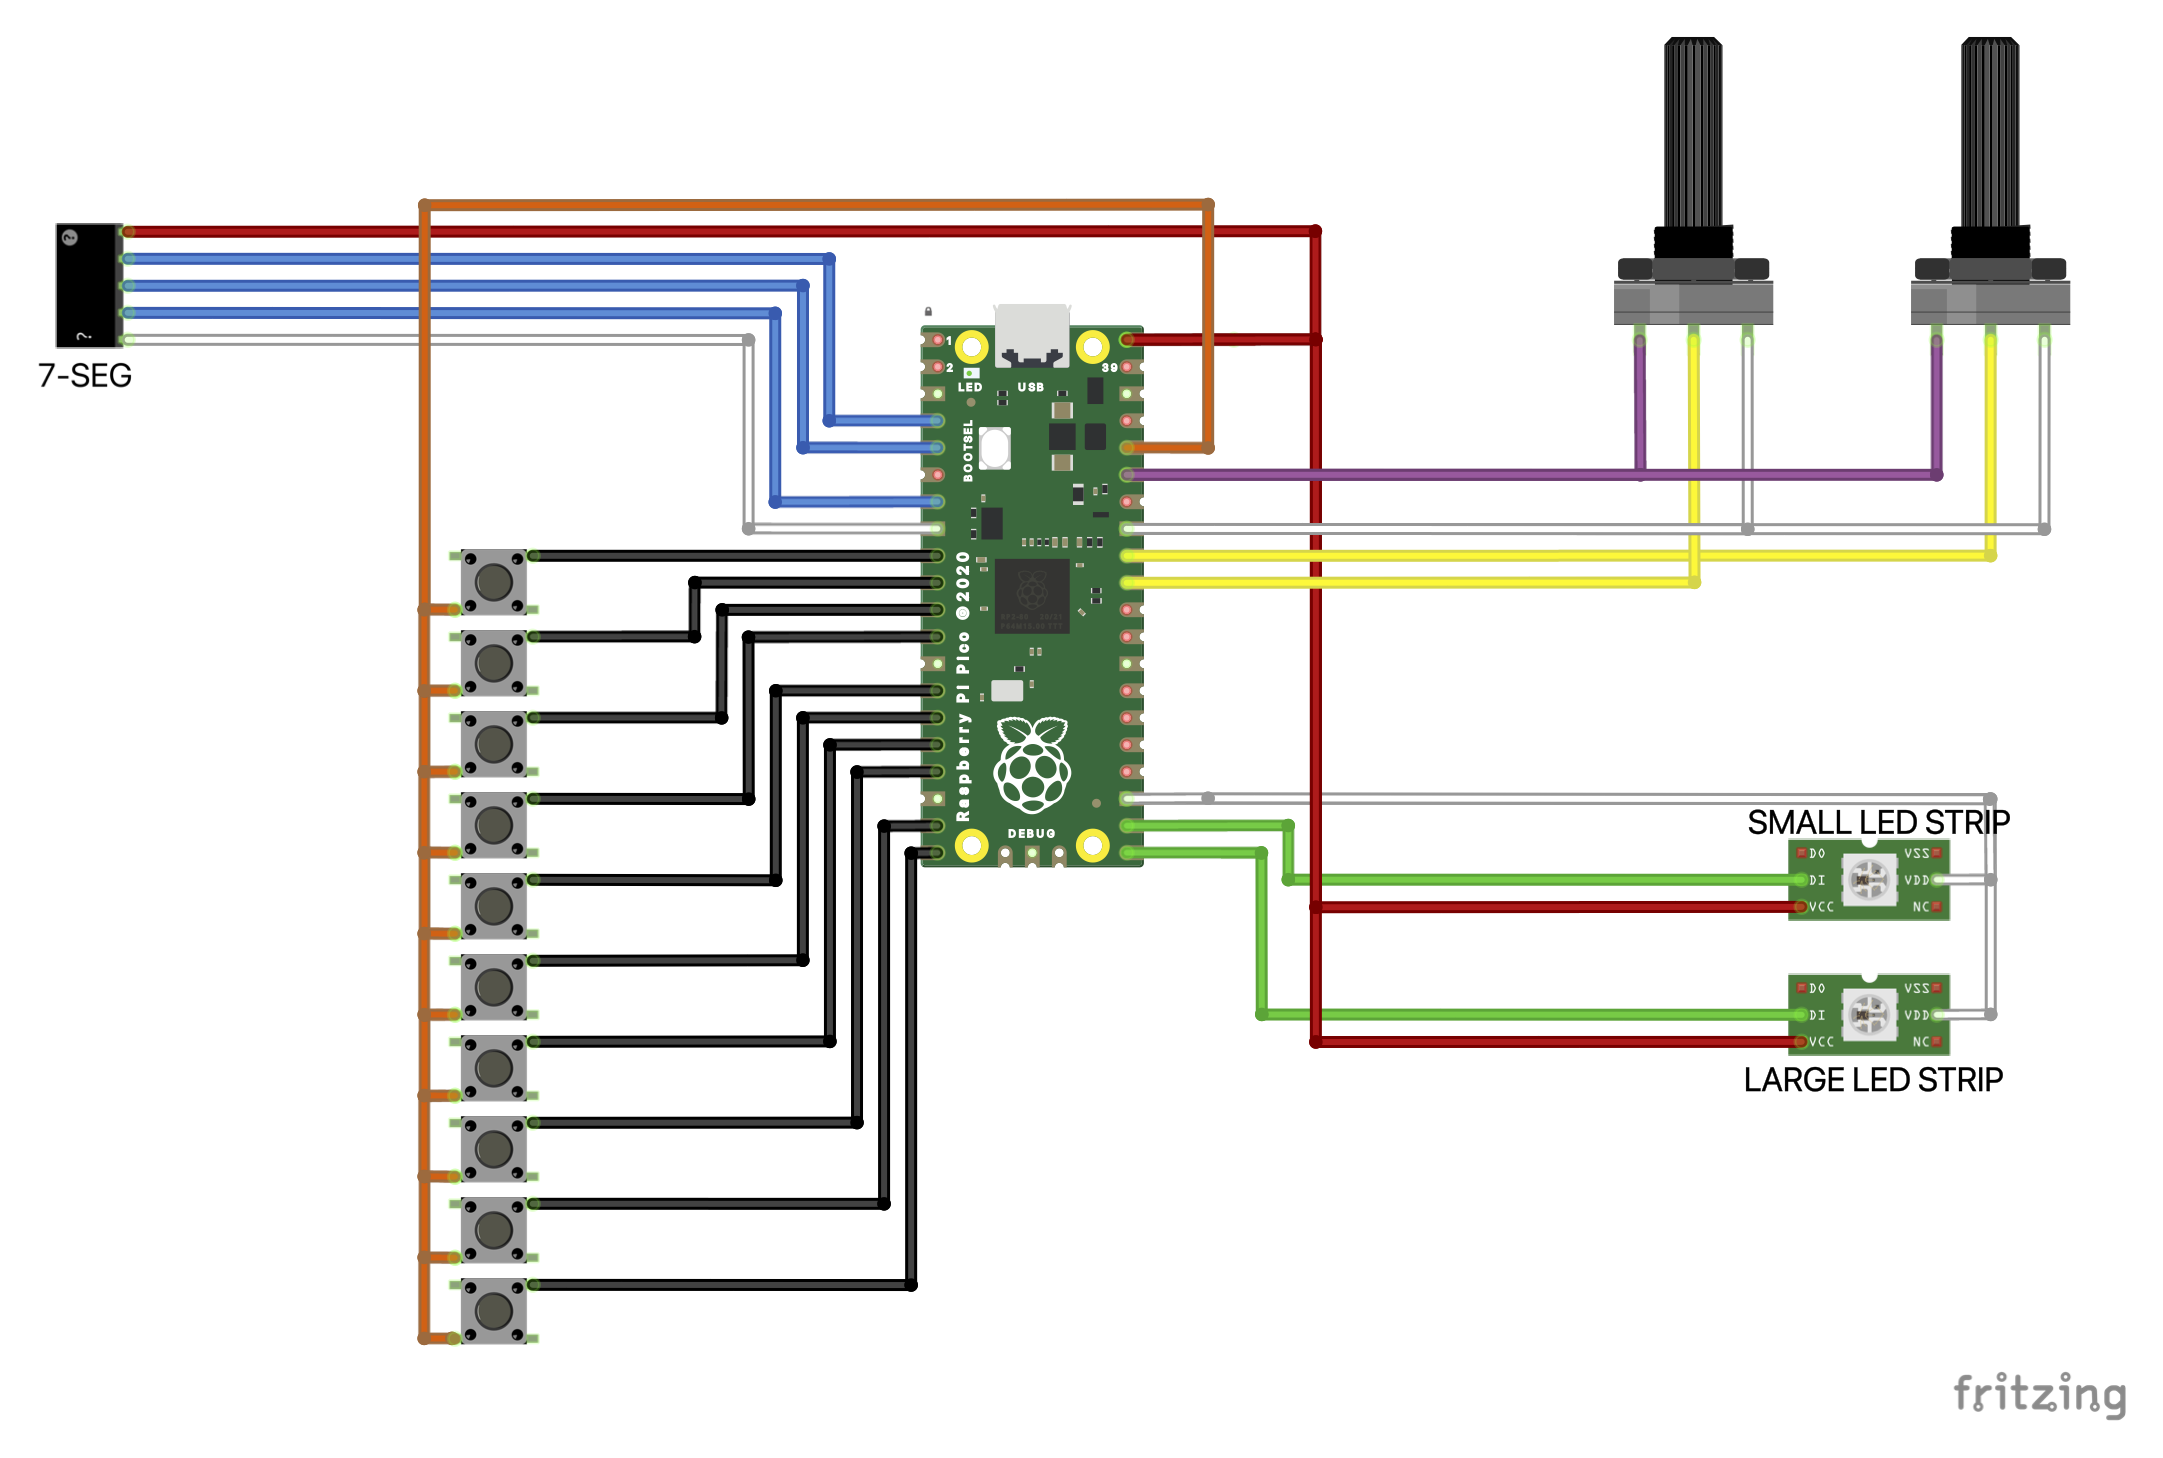 ?
?
7-SEG
1
2
39
LED
USB
BOOTSEL
Raspberry Pi Pico ©2020
DEBUG
SMALL LED STRIP
DO
VSS
DI
VDD
VCC
NC
DO
VSS
DI
VDD
VCC
NC
LARGE LED STRIP
fritzing